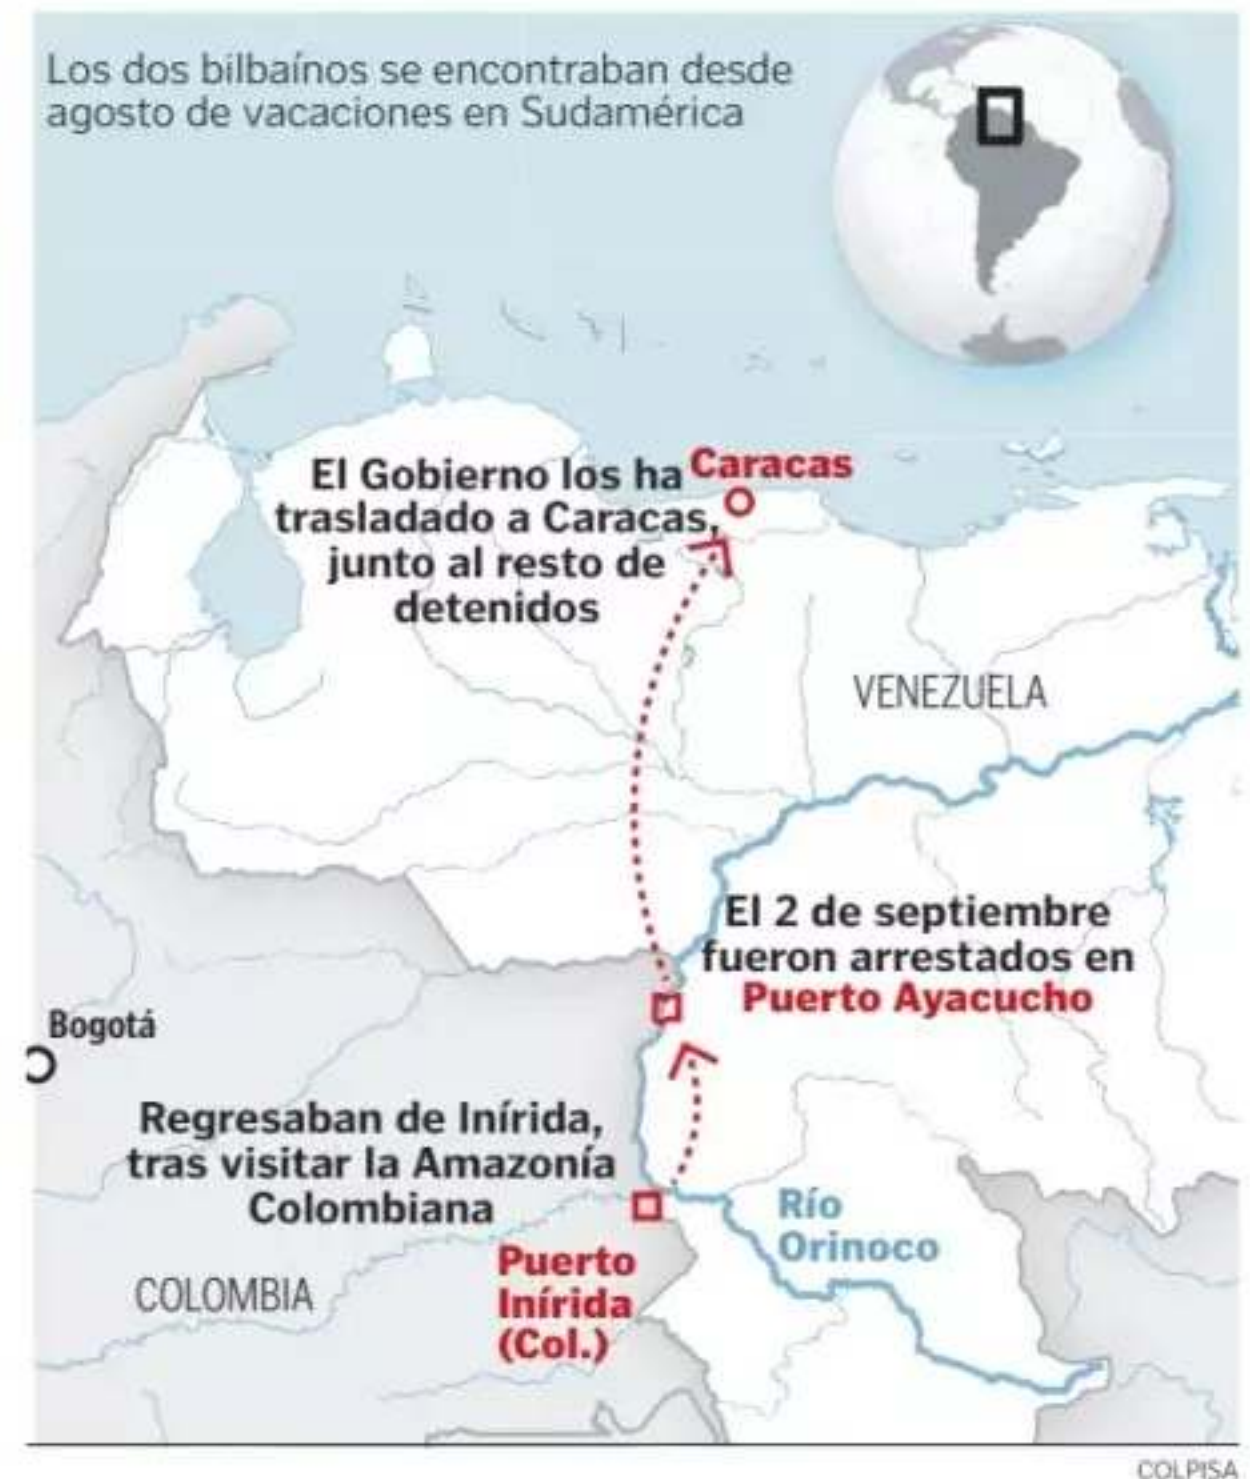 Los dos bilbaínos se encontraban desde
agosto de vacaciones en Sudamérica
El Gobierno los ha
trasladado a Caracas,
junto al resto de
detenidos
Caracas
VENEZUELA
El 2 de septiembre
fueron arrestados en
Puerto Ayacucho
Bogotá
Regresaban de Inírida,
tras visitar la Amazonía
Colombiana
Río
Orinoco
Puerto
Inírida
(Col.)
COLOMBIA
COLPISA